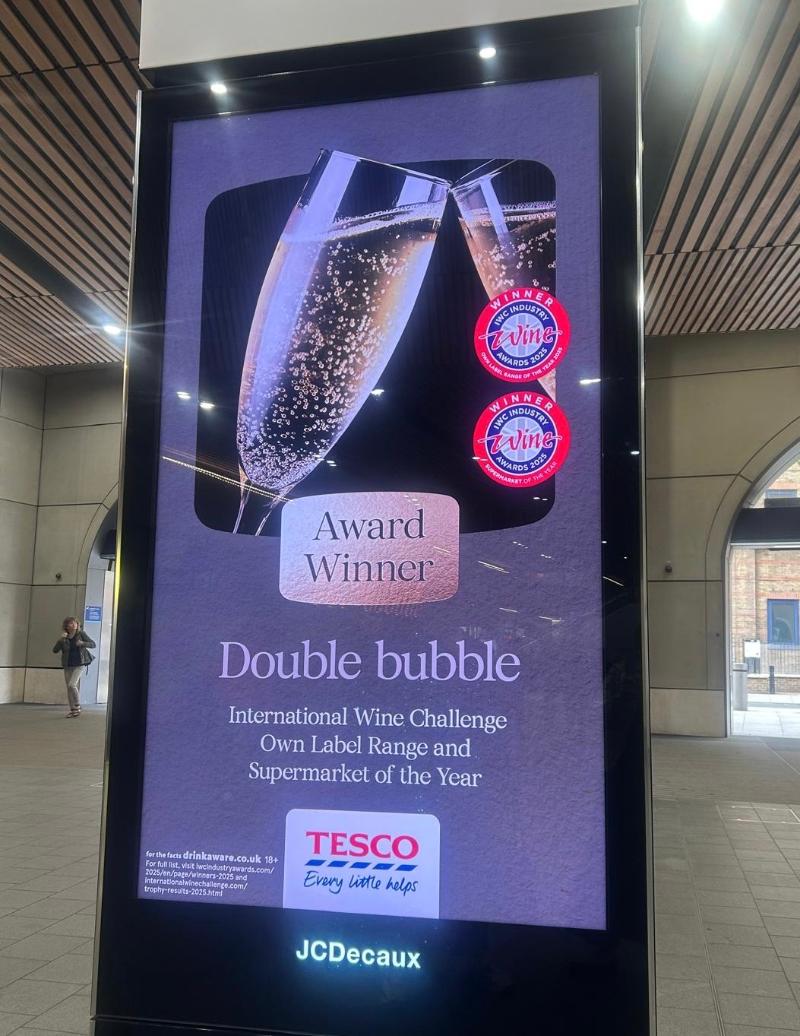 WINNER
IWC INDUSTRY
wine
AWARDS 2025
OWN LABEL RANGE OF THE YEAR 2025
WINNER
IWC INDUSTRY
wine
AWARDS 2025
SUPERMARKET OF THE YEAR
Award
Winner
Double bubble
International Wine Challenge
Own Label Range and
Supermarket of the Year
for the facts drinkaware.co.uk 18+
For full list, visit iwcindustryawards.com/
2025/en/page/winners-2025 and
internationalwinechallenge.com/
trophy-results-2025.html
TESCO
Every little helps
JCDecaux